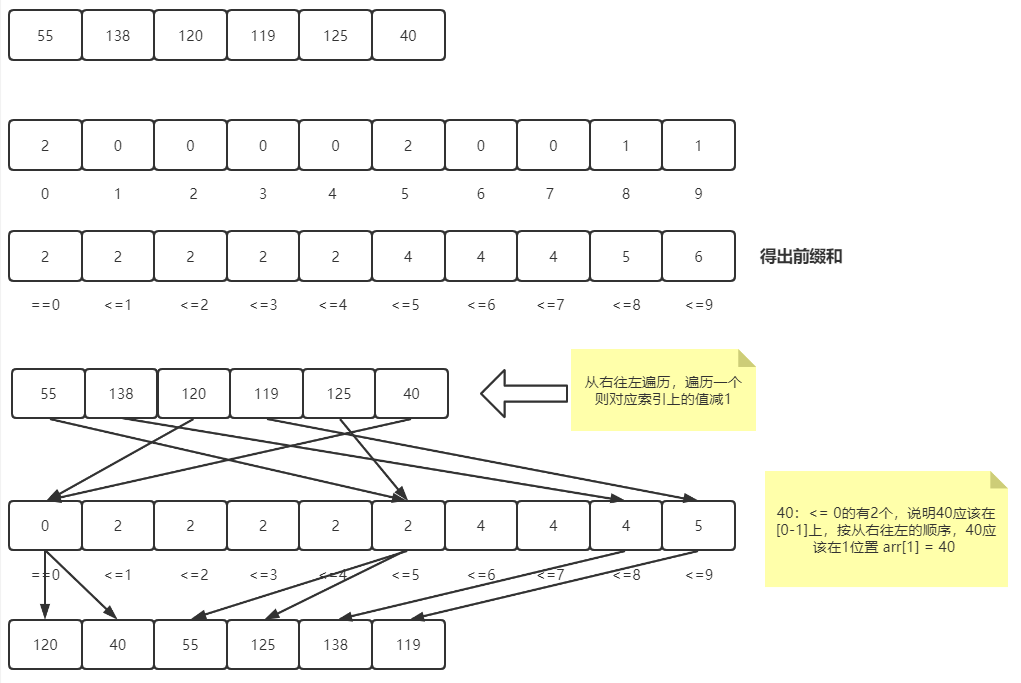 55 138 120 119 125 40
2 0 0 0 0 2 0 0 1 1
0 1 2 3 4 5 6 7 8 9
2 2 2 2 2 4 4 4 5 6 得出前缀和
==0 <=1 <=2 <=3 <=4 <=5 <=6 <=7 <=8 <=9
55 138 120 119 125 40
从右往左遍历，遍历一个
则对应索引上的值减1
0 2 2 2 2 2 4 4 4 5
40：<= 0的有2个，说明40应该在
[0-1]上，按从右往左的顺序，40应
该在1位置 arr[1] = 40
==0 <=1 <=2 <=3 <=4 <=5 <=6 <=7 <=8 <=9
120 40 55 125 138 119